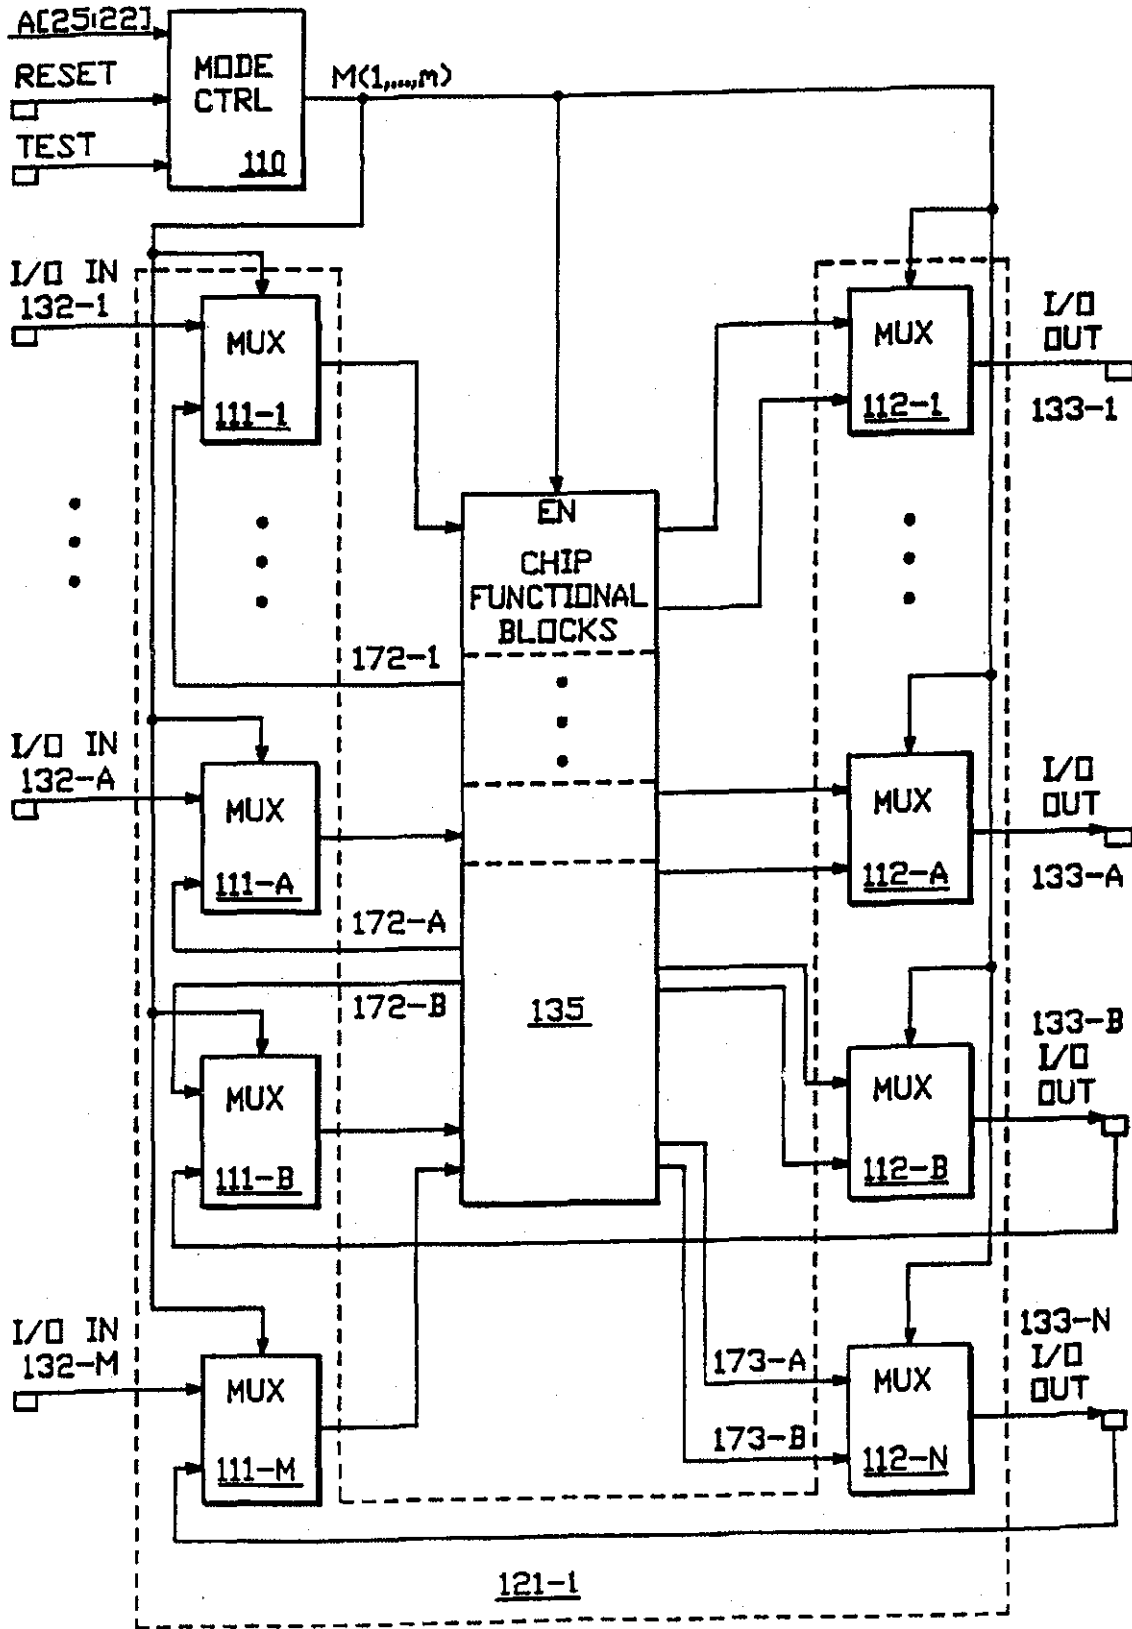 A[25:22]
RESET
TEST
MODE
CTRL
110
M(1,...,m)
I/O IN
132-1
MUX
111-1
MUX
112-1
I/O
OUT
133-1
EN
CHIP
FUNCTIONAL
BLOCKS
172-1
I/O IN
132-A
MUX
111-A
172-A
MUX
112-A
I/O
OUT
133-A
172-B
135
MUX
111-B
MUX
112-B
133-B
I/O
OUT
I/O IN
132-M
MUX
111-M
173-A
173-B
MUX
112-N
133-N
I/O
OUT
121-1